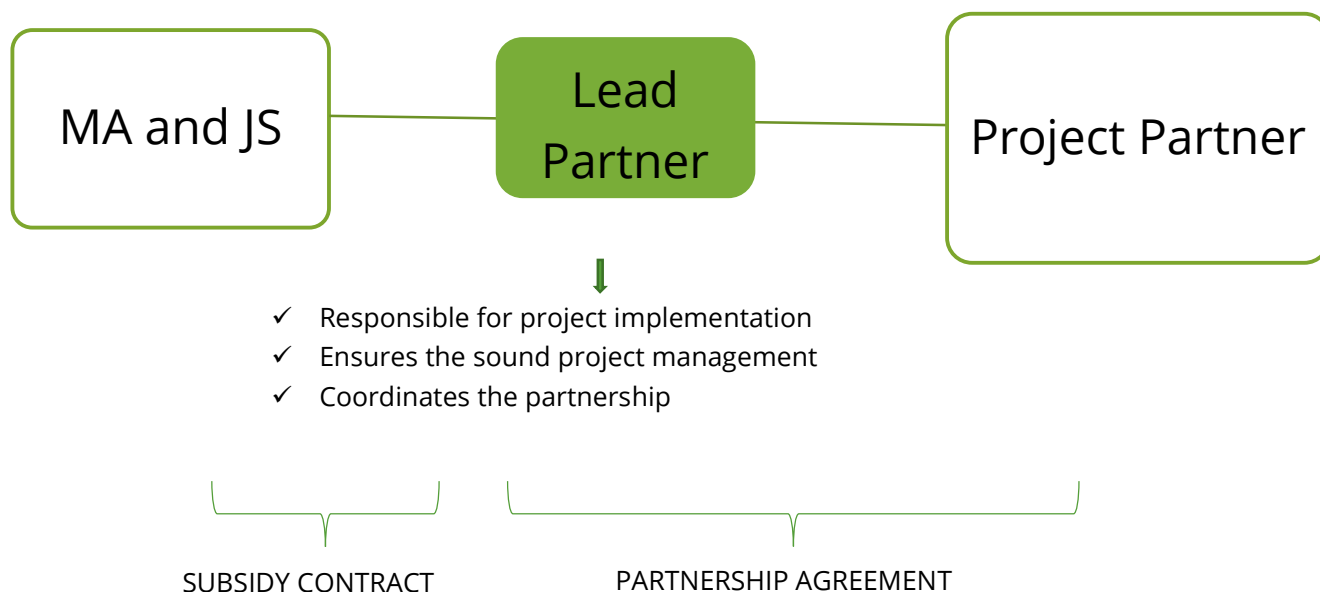 MA and JS
Lead
Partner
Project Partner
✓ Responsible for project implementation
✓ Ensures the sound project management
✓ Coordinates the partnership
SUBSIDY CONTRACT
PARTNERSHIP AGREEMENT